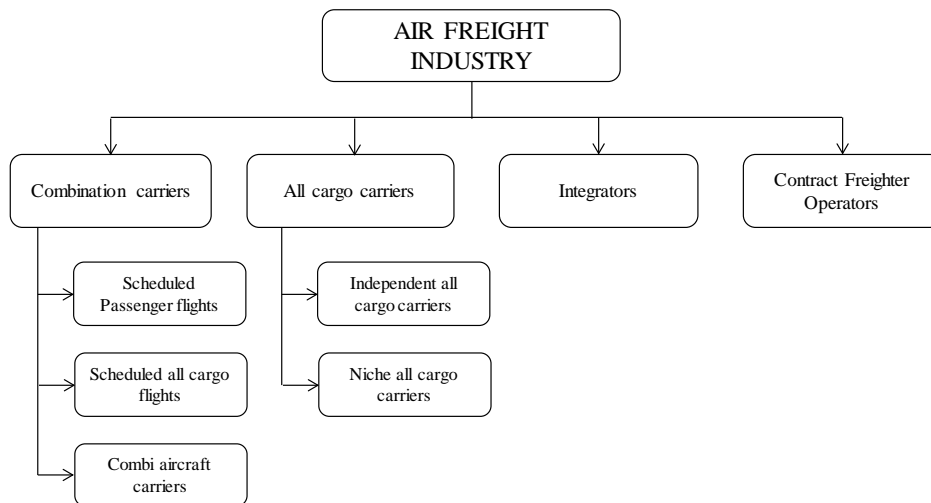 AIR FREIGHT
INDUSTRY
Combination carriers
All cargo carriers
Integrators
Contract Freighter
Operators
Scheduled
Passenger flights
Independent all
cargo carriers
Scheduled all cargo
flights
Niche all cargo
carriers
Combi aircraft
carriers